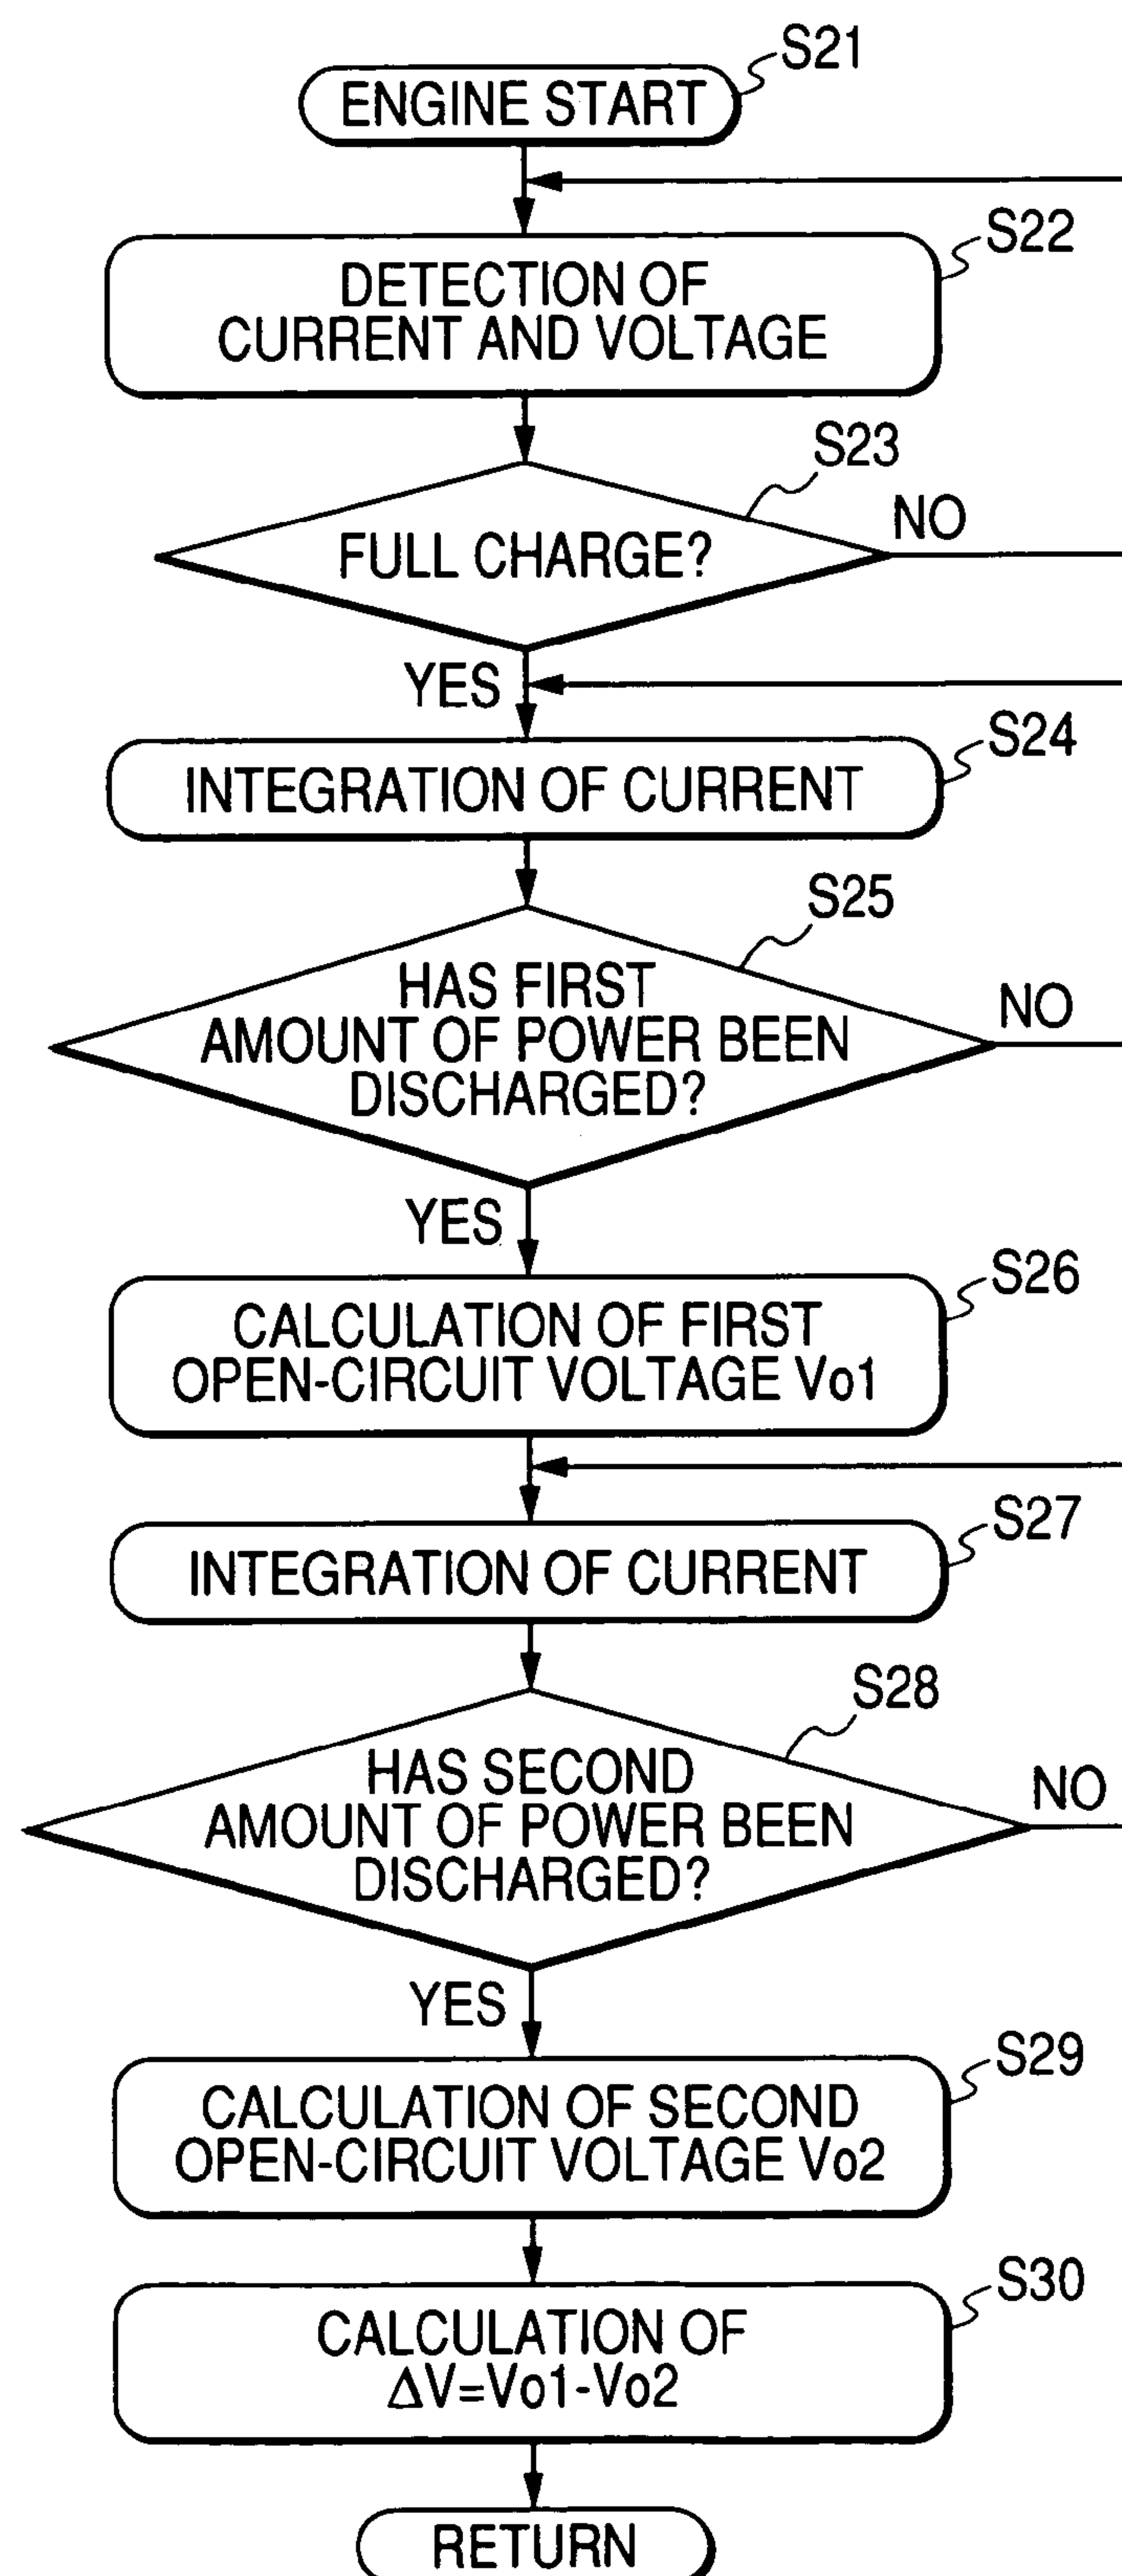 S21
ENGINE START
S22
DETECTION OF
CURRENT AND VOLTAGE
S23
FULL CHARGE?
NO
YES
S24
INTEGRATION OF CURRENT
S25
HAS FIRST
AMOUNT OF POWER BEEN
DISCHARGED?
NO
YES
S26
CALCULATION OF FIRST
OPEN-CIRCUIT VOLTAGE Vo1
S27
INTEGRATION OF CURRENT
S28
HAS SECOND
AMOUNT OF POWER BEEN
DISCHARGED?
NO
YES
S29
CALCULATION OF SECOND
OPEN-CIRCUIT VOLTAGE Vo2
S30
CALCULATION OF
ΔV=Vo1-Vo2
RETURN